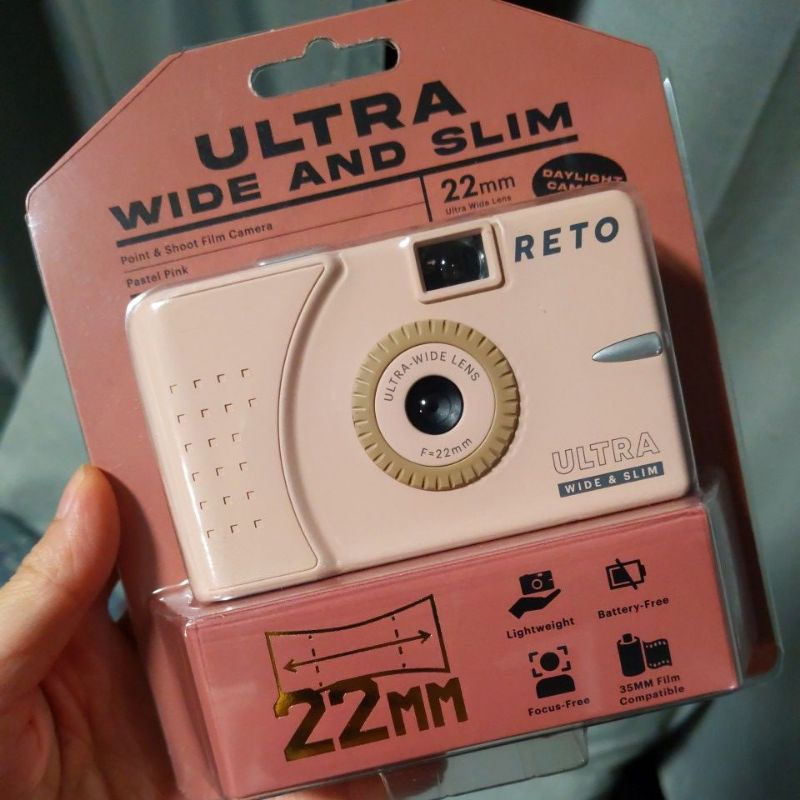 ULTRA
WIDE AND SLIM
Point & Shoot Film Camera
Pastel Pink
22mm
Ultra Wide Lens
DAYLIGHT
RETO
ULTRA-WIDE LENS
F=22mm
ULTRA
WIDE & SLIM
22MM
Lightweight
Battery-Free
Focus-Free
35MM Film
Compatible